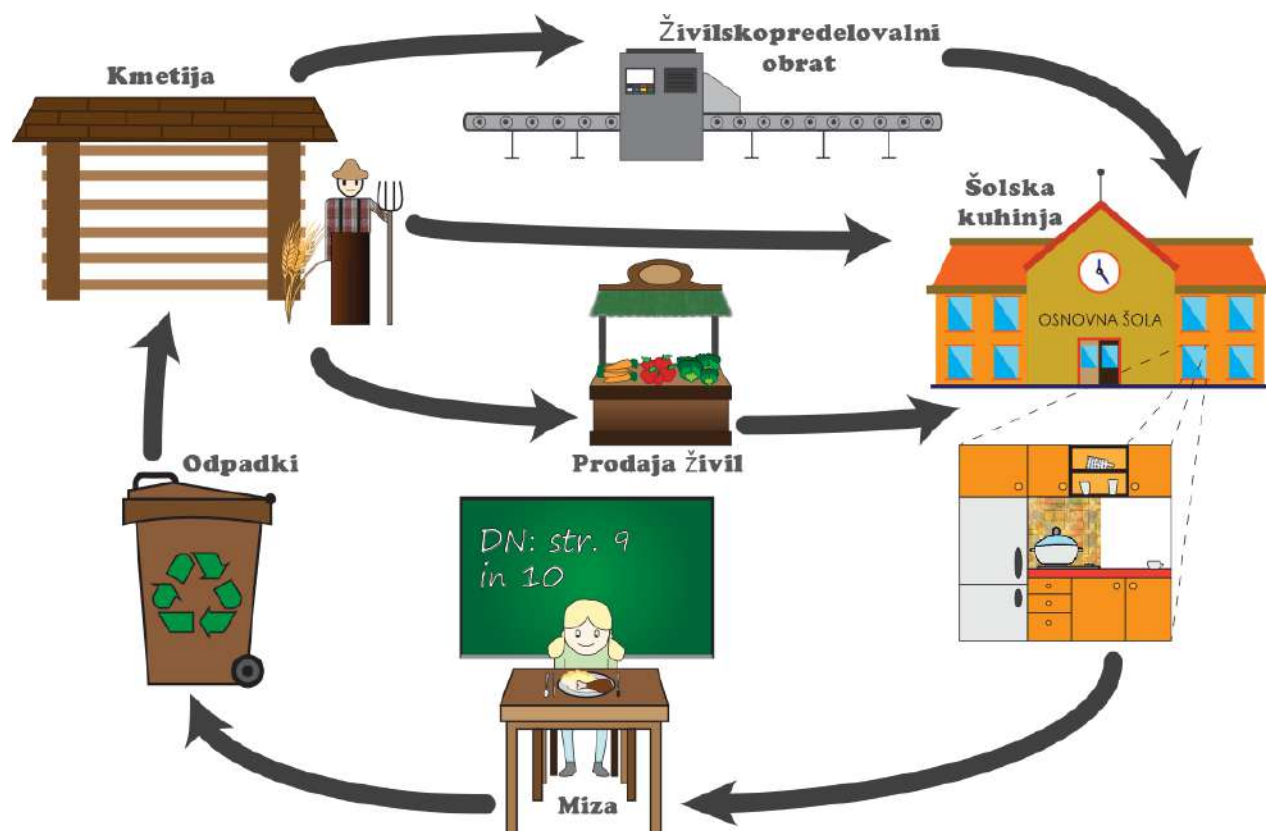 Živilskopredelovalni
obrat
Kmetija
Šolska
kuhinja
OSNOVNA ŠOLA
Prodaja živil
Odpadki
DN: str. 9
in 10
Miza